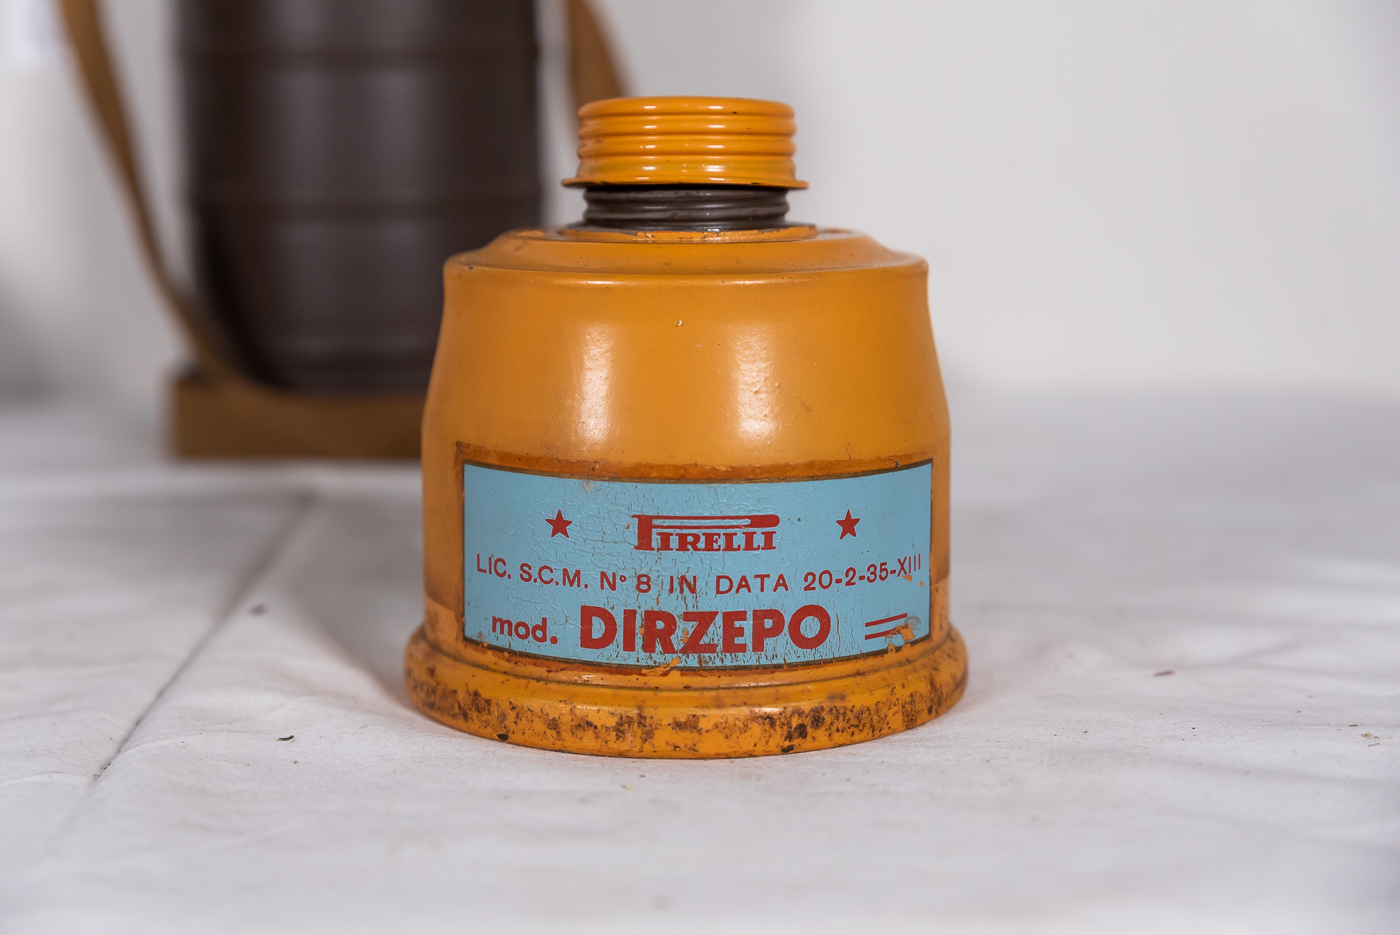 ★ PIRELLI ★
LIC. S.C.M. N° 8 IN DATA 20-2-35-XIII
mod. DIRZEPO =